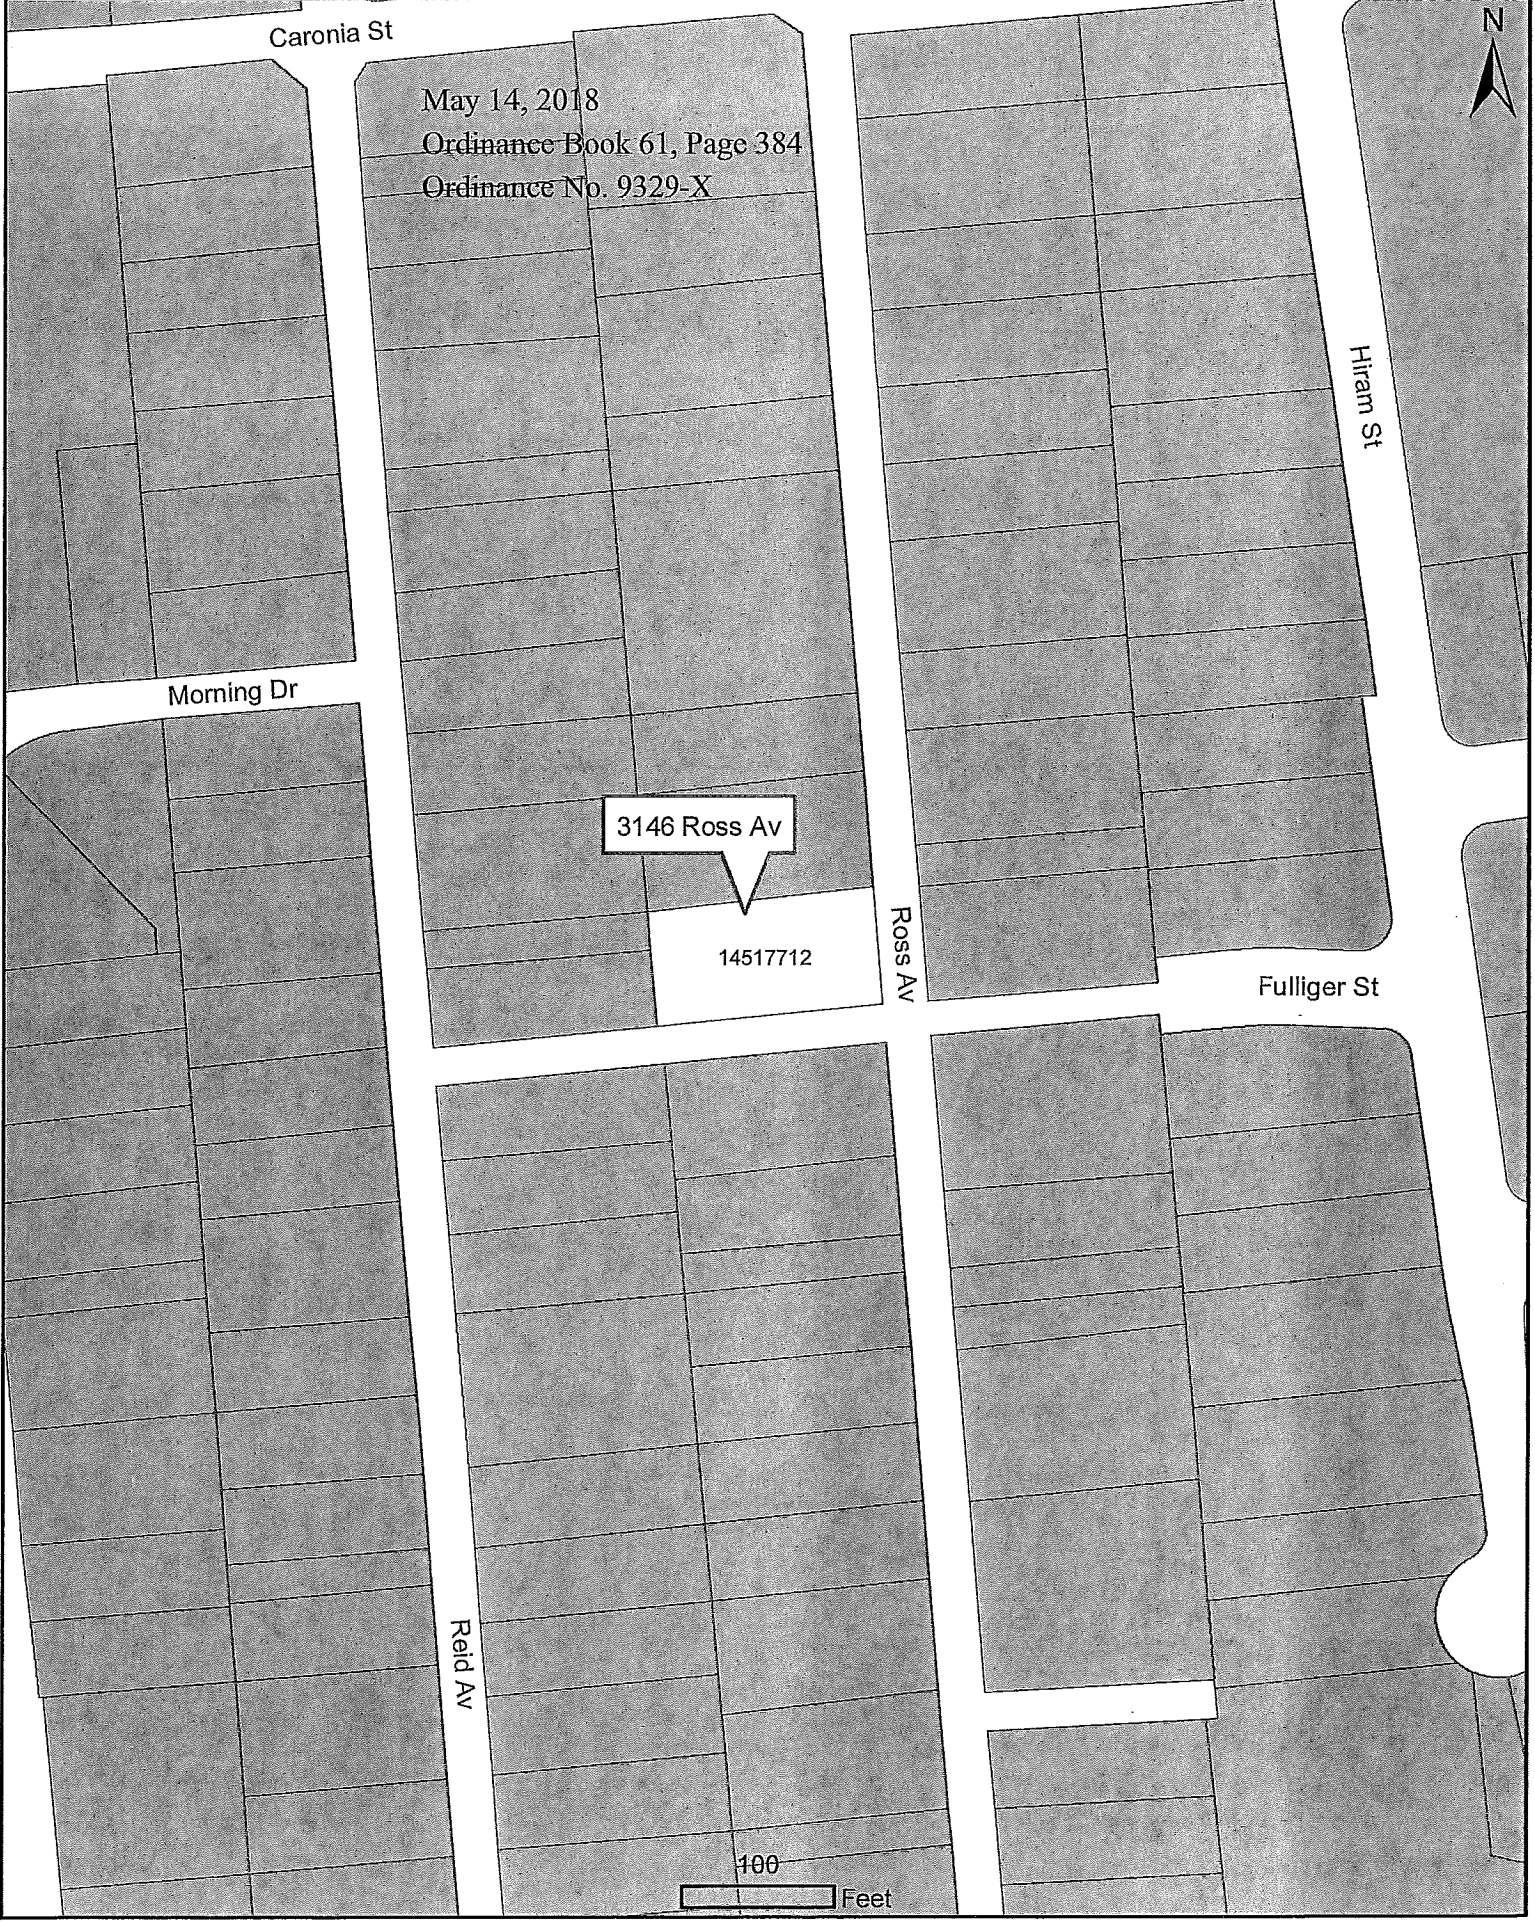 Caronia St
N
May 14, 2018
Ordinance Book 61, Page 384
Ordinance No. 9329-X
Hiram St
Morning Dr
3146 Ross Av
14517712
Ross Av
Fulliger St
Reid Av
100
Feet